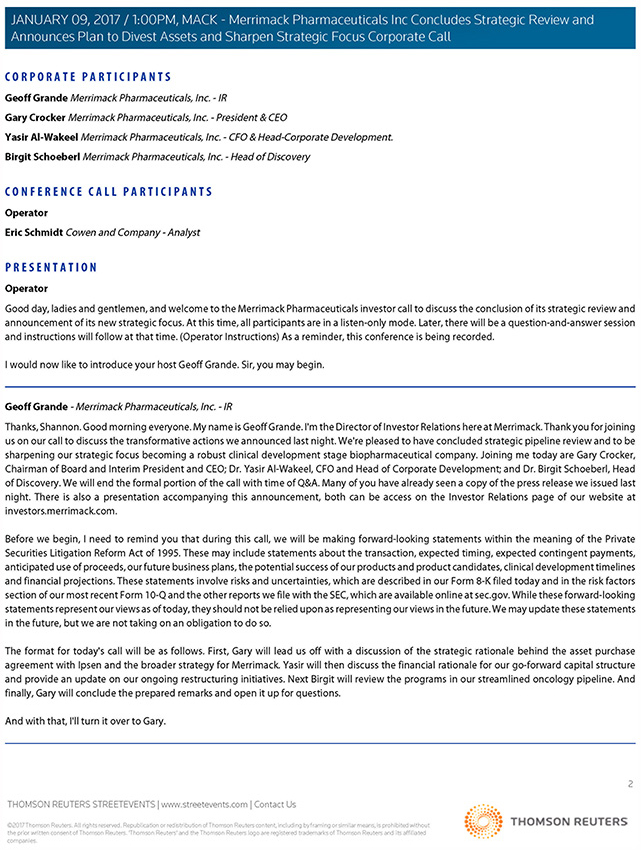 JANUARY 09, 2017 / 1:00PM, MACK - Merrimack Pharmaceuticals Inc Concludes Strategic Review and
Announces Plan to Divest Assets and Sharpen Strategic Focus Corporate Call
CORPORATE PARTICIPANTS
Geoff Grande Merrimack Pharmaceuticals, Inc. - IR
Gary Crocker Merrimack Pharmaceuticals, Inc. - President & CEO
Yasir Al-Wakeel Merrimack Pharmaceuticals, Inc. - CFO & Head-Corporate Development.
Birgit Schoeberl Merrimack Pharmaceuticals, Inc. - Head of Discovery
CONFERENCE CALL PARTICIPANTS
Operator
Eric Schmidt Cowen and Company - Analyst
PRESENTATION
Operator
Good day, ladies and gentlemen, and welcome to the Merrimack Pharmaceuticals investor call to discuss the conclusion of its strategic review and
announcement of its new strategic focus. At this time, all participants are in a listen-only mode. Later, there will be a question-and-answer session
and instructions will follow at that time. (Operator Instructions) As a reminder, this conference is being recorded.
I would now like to introduce your host Geoff Grande. Sir, you may begin.
Geoff Grande - Merrimack Pharmaceuticals, Inc. - IR
Thanks, Shannon. Good morning everyone. My name is Geoff Grande. I'm the Director of Investor Relations here at Merrimack. Thank you for joining
us on our call to discuss the transformative actions we announced last night. We're pleased to have concluded strategic pipeline review and to be
sharpening our strategic focus becoming a robust clinical development stage biopharmaceutical company. Joining me today are Gary Crocker,
Chairman of Board and Interim President and CEO; Dr. Yasir Al-Wakeel, CFO and Head of Corporate Development; and Dr. Birgit Schoeberl, Head
of Discovery. We will end the formal portion of the call with time of Q&A. Many of you have already seen a copy of the press release we issued last
night. There is also a presentation accompanying this announcement, both can be access on the Investor Relations page of our website at
investors.merrimack.com.
Before we begin, I need to remind you that during this call, we will be making forward-looking statements within the meaning of the Private
Securities Litigation Reform Act of 1995. These may include statements about the transaction, expected timing, expected contingent payments,
anticipated use of proceeds, our future business plans, the potential success of our products and product candidates, clinical development timelines
and financial projections. These statements involve risks and uncertainties, which are described in our Form 8-K filed today and in the risk factors
section of our most recent Form 10-Q and the other reports we file with the SEC, which are available online at sec.gov. While these forward-looking
statements represent our views as of today, they should not be relied upon as representing our views in the future. We may update these statements
in the future, but we are not taking on an obligation to do so.
The format for today's call will be as follows. First, Gary will lead us off with a discussion of the strategic rationale behind the asset purchase
agreement with Ipsen and the broader strategy for Merrimack. Yasir will then discuss the financial rationale for our go-forward capital structure
and provide an update on our ongoing restructuring initiatives. Next Birgit will review the programs in our streamlined oncology pipeline. And
finally, Gary will conclude the prepared remarks and open it up for questions.
And with that, I'll turn it over to Gary.
2
THOMSON REUTERS STREETEVENTS | www.streetevents.com | Contact Us
©2017 Thomson Reuters. All rights reserved. Republication or redistribution of Thomson Reuters content, including by framing or similar means, is prohibited without
the prior written consent of Thomson Reuters. 'Thomson Reuters' and the Thomson Reuters logo are registered trademarks of Thomson Reuters and its affiliated
companies.
THOMSON REUTERS